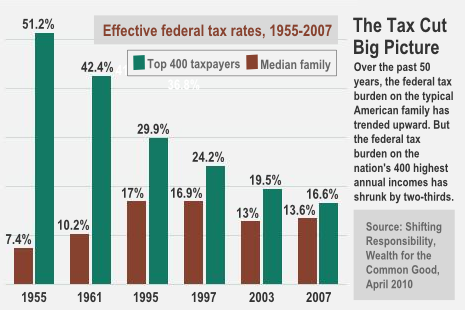 Effective federal tax rates, 1955-2007
Top 400 taxpayers
Median family
51.2%
7.4%
42.4%
10.2%
29.9%
17%
24.2%
16.9%
19.5%
13%
16.6%
13.6%
36.8%
1955
1961
1995
1997
2003
2007
The Tax Cut
Big Picture
Over the past 50
years, the federal tax
burden on the typical
American family has
trended upward. But
the federal tax
burden on the
nation's 400 highest
annual incomes has
shrunk by two-thirds.
Source: Shifting
Responsibility,
Wealth for the
Common Good,
April 2010